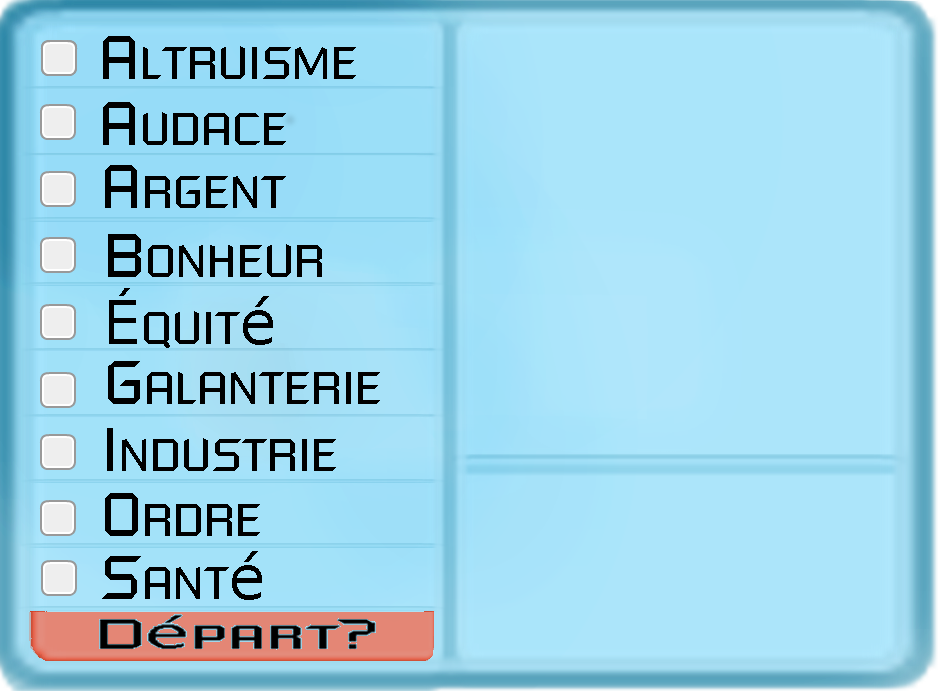 Altruisme
Audace
Argent
Bonheur
Équité
Galanterie
Industrie
Ordre
Santé
Départ?